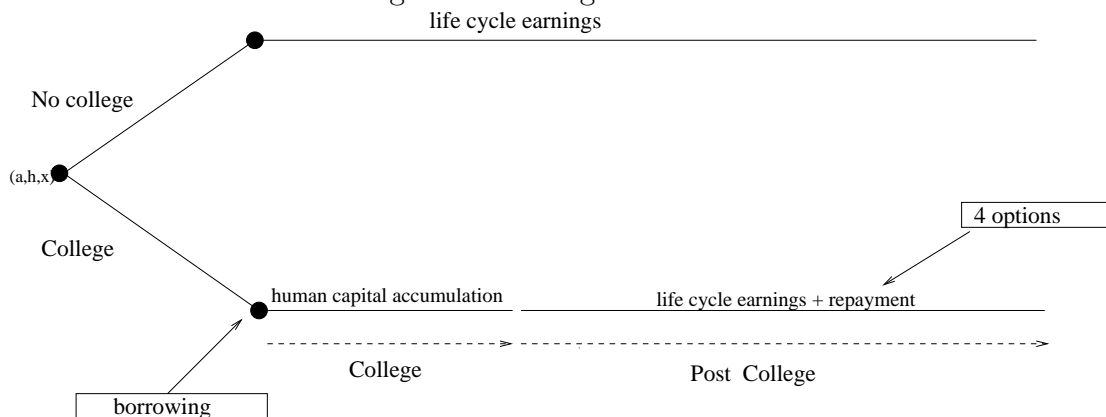 life cycle earnings
No college
(a,h,x)
4 options
College
human capital accumulation
life cycle earnings + repayment
College
Post College
borrowing